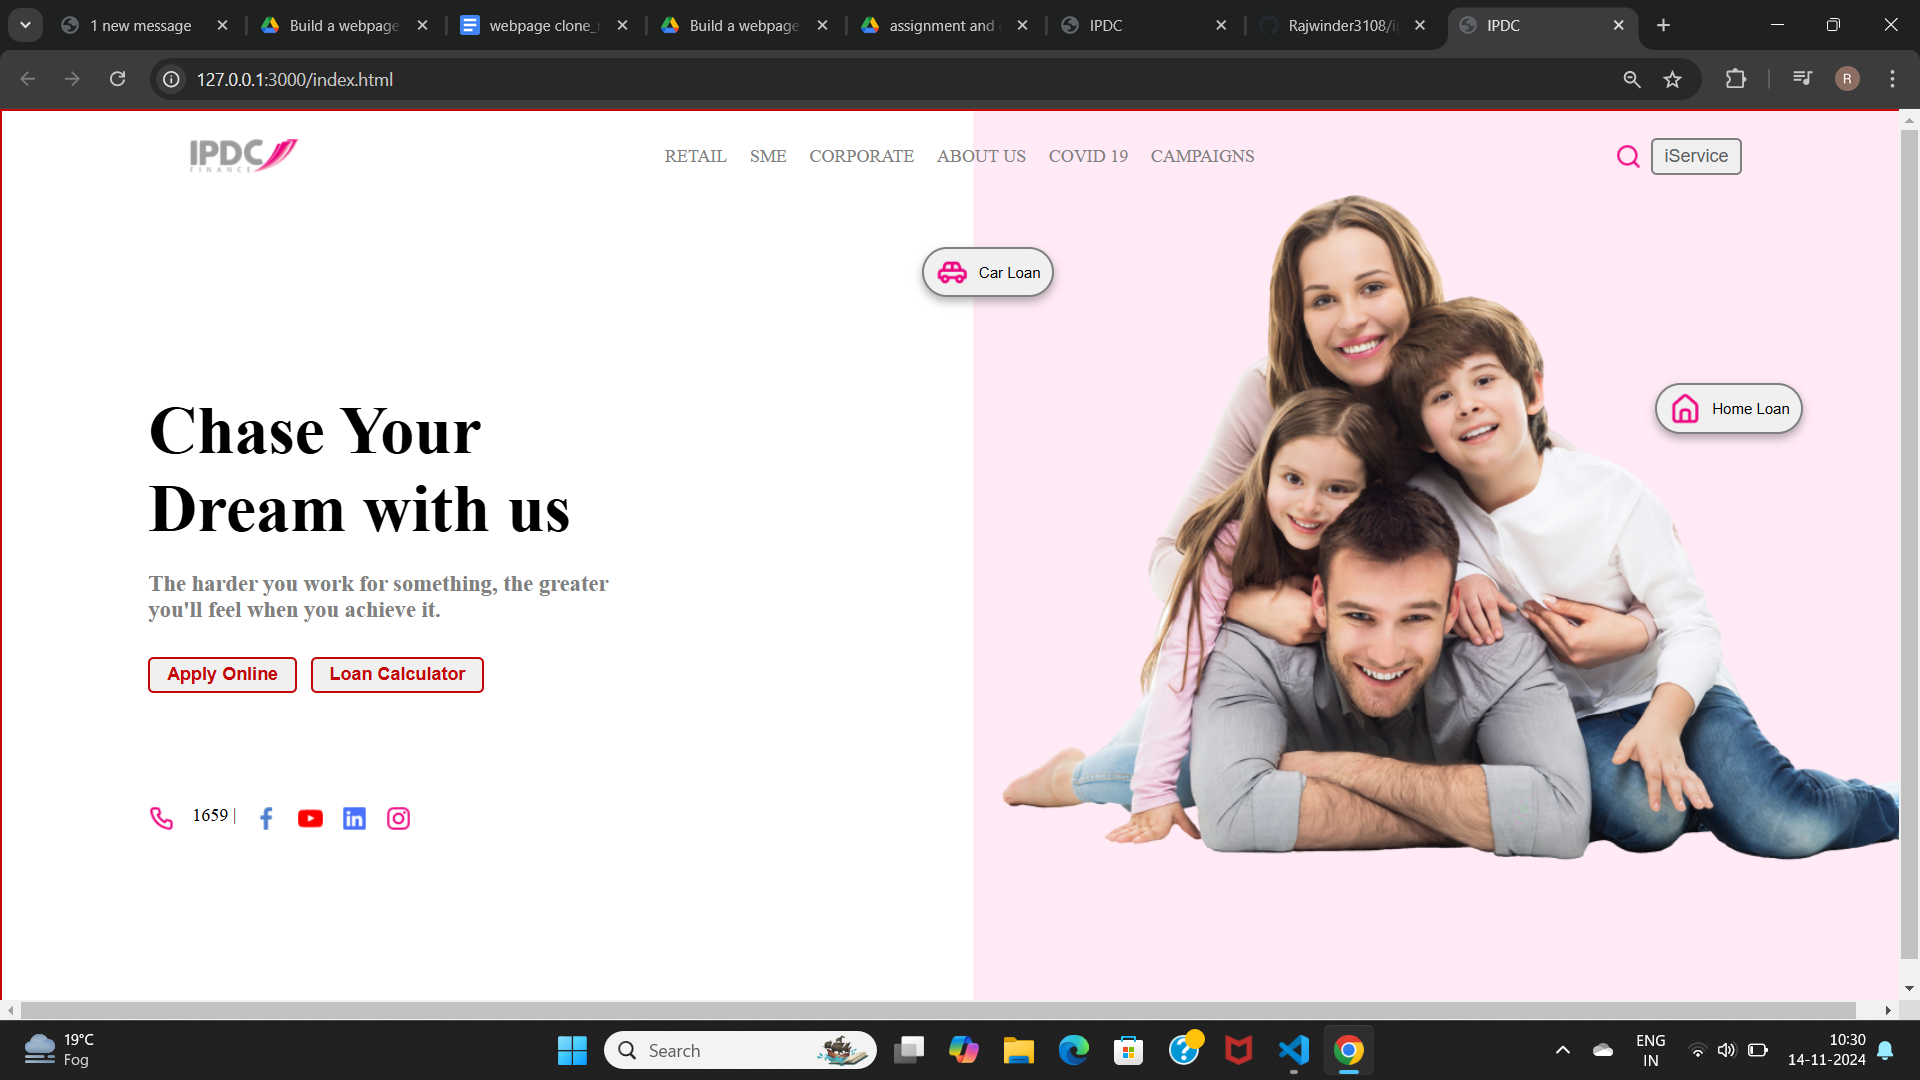 1 new message
Build a webpage
webpage clone_
Build a webpage
assignment and
IPDC
Rajwinder3108/i
IPDC
127.0.0.1:3000/index.html
R
IPDC
FINANCE
RETAIL SME CORPORATE ABOUT US COVID 19 CAMPAIGNS
iService
Car Loan
Home Loan
Chase Your
Dream with us
The harder you work for something, the greater
you'll feel when you achieve it.
Apply Online Loan Calculator
1659 |
19°C
Fog
Search
ENG
IN
10:30
14-11-2024